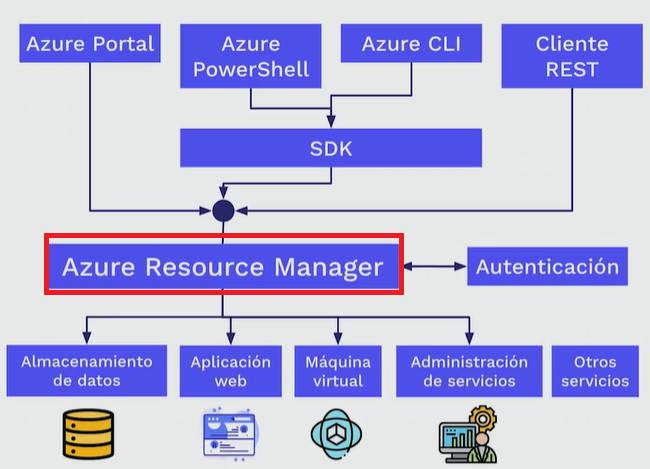 Azure Portal
Azure
PowerShell
Azure CLI
Cliente
REST
SDK
Azure Resource Manager
Autenticación
Almacenamiento
de datos
Aplicación
web
Máquina
virtual
Administración
de servicios
Otros
servicios